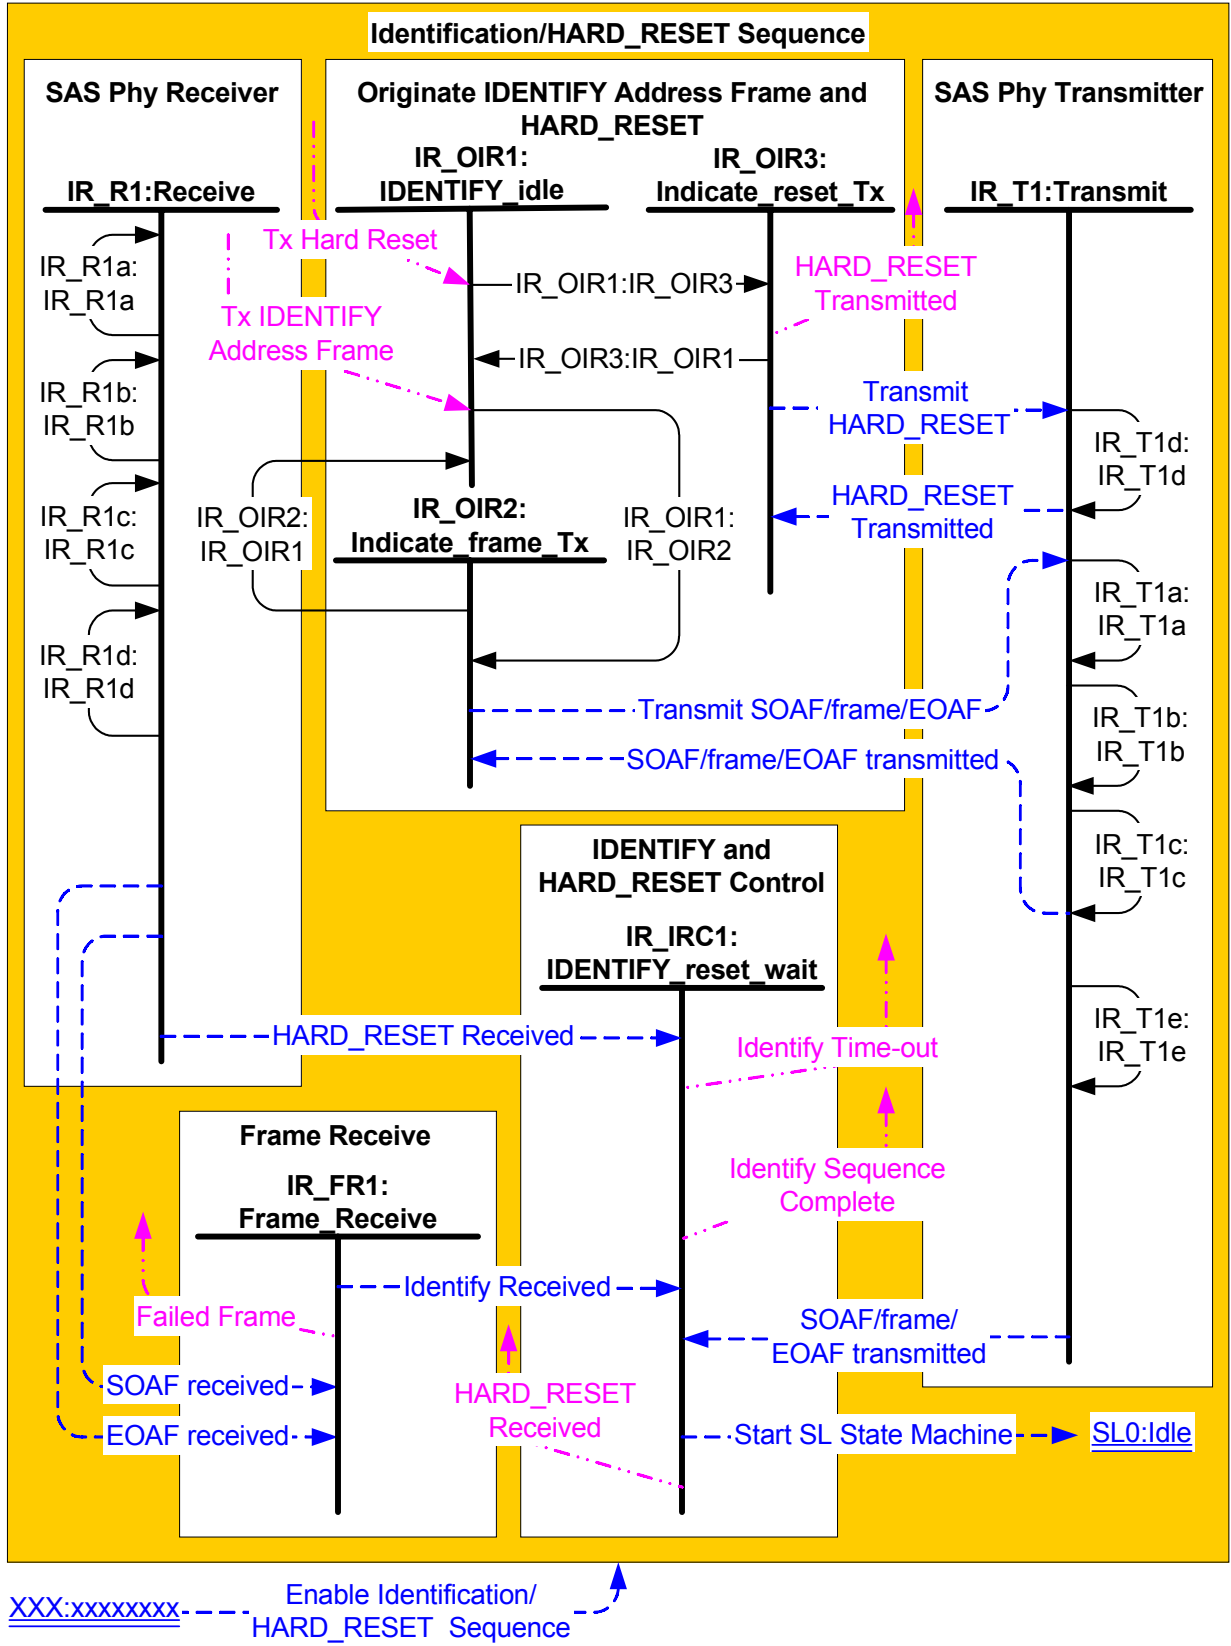 Identification/HARD_RESET Sequence
SAS Phy Receiver
IR_R1:Receive
IR_R1a:
IR_R1a
IR_R1b:
IR_R1b
IR_R1c:
IR_R1c
IR_R1d:
IR_R1d
Originate IDENTIFY Address Frame and
HARD_RESET
IR_OIR1:
IDENTIFY_idle
IR_OIR3:
Indicate_reset_Tx
Tx Hard Reset
Tx IDENTIFY
Address Frame
IR_OIR1:IR_OIR3
IR_OIR3:IR_OIR1
HARD_RESET
Transmitted
Transmit
HARD_RESET
HARD_RESET
Transmitted
IR_OIR2:
IR_OIR1
IR_OIR2:
Indicate_frame_Tx
IR_OIR1:
IR_OIR2
Transmit SOAF/frame/EOAF
SOAF/frame/EOAF transmitted
SAS Phy Transmitter
IR_T1:Transmit
IR_T1d:
IR_T1d
IR_T1a:
IR_T1a
IR_T1b:
IR_T1b
IR_T1c:
IR_T1c
IR_T1e:
IR_T1e
IDENTIFY and
HARD_RESET Control
IR_IRC1:
IDENTIFY_reset_wait
HARD_RESET Received
Identify Time-out
Identify Sequence
Complete
Frame Receive
IR_FR1:
Frame_Receive
Identify Received
Failed Frame
SOAF/frame/
EOAF transmitted
SOAF received
EOAF received
HARD_RESET
Received
Start SL State Machine
SL0:Idle
XXX:xxxxxxxx
Enable Identification/
HARD_RESET Sequence